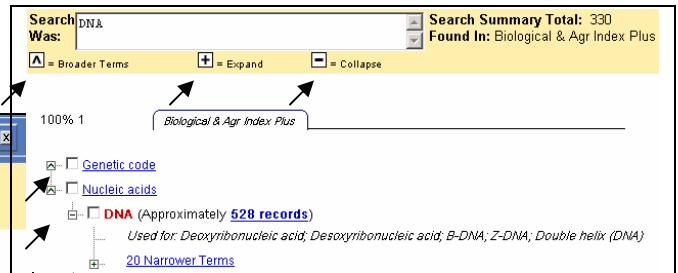 Search Was: DNA Search Summary Total: 330
Found In: Biological & Agr Index Plus
^ = Broader Terms + = Expand − = Collapse
100% 1 Biological & Agr Index Plus
x
Genetic code
Nucleic acids
DNA (Approximately 528 records)
Used for: Deoxyribonucleic acid; Desoxyribonucleic acid; B-DNA; Z-DNA; Double helix (DNA)
20 Narrower Terms